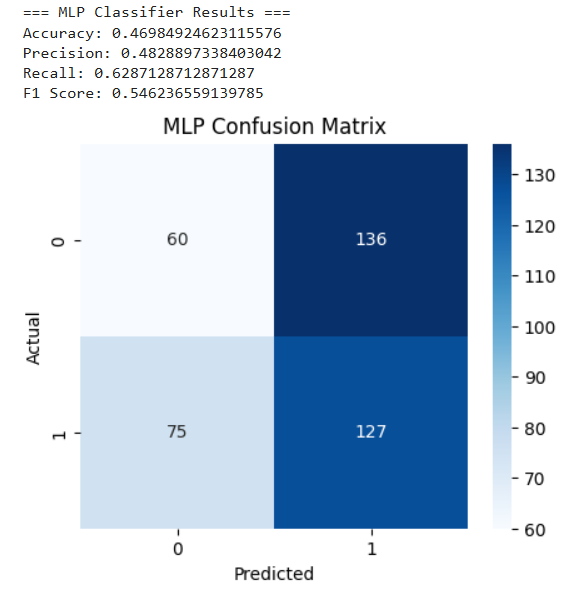 === MLP Classifier Results ===
Accuracy: 0.46984924623115576
Precision: 0.4828897338403042
Recall: 0.6287128712871287
F1 Score: 0.546236559139785
MLP Confusion Matrix
60 136
75 127
0
1
Actual
0 1
Predicted
130
120
110
100
90
80
70
60